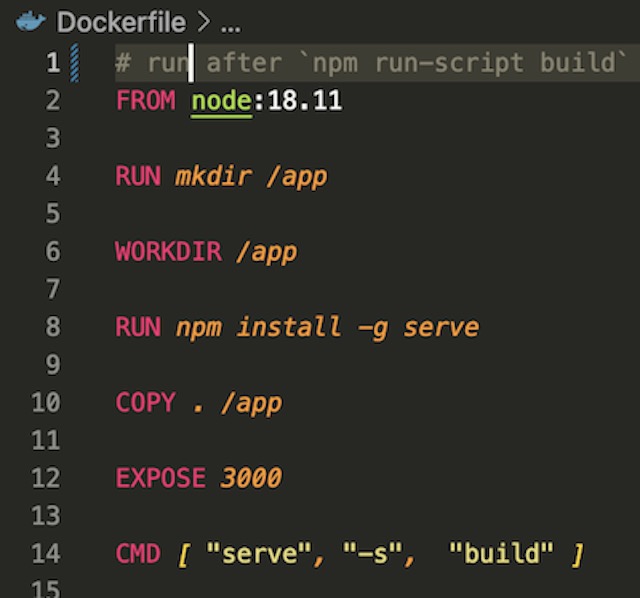 Dockerfile > ...
1 # run after `npm run-script build`
2 FROM node:18.11
3
4 RUN mkdir /app
5
6 WORKDIR /app
7
8 RUN npm install -g serve
9
10 COPY . /app
11
12 EXPOSE 3000
13
14 CMD [ "serve", "-s",  "build" ]
15